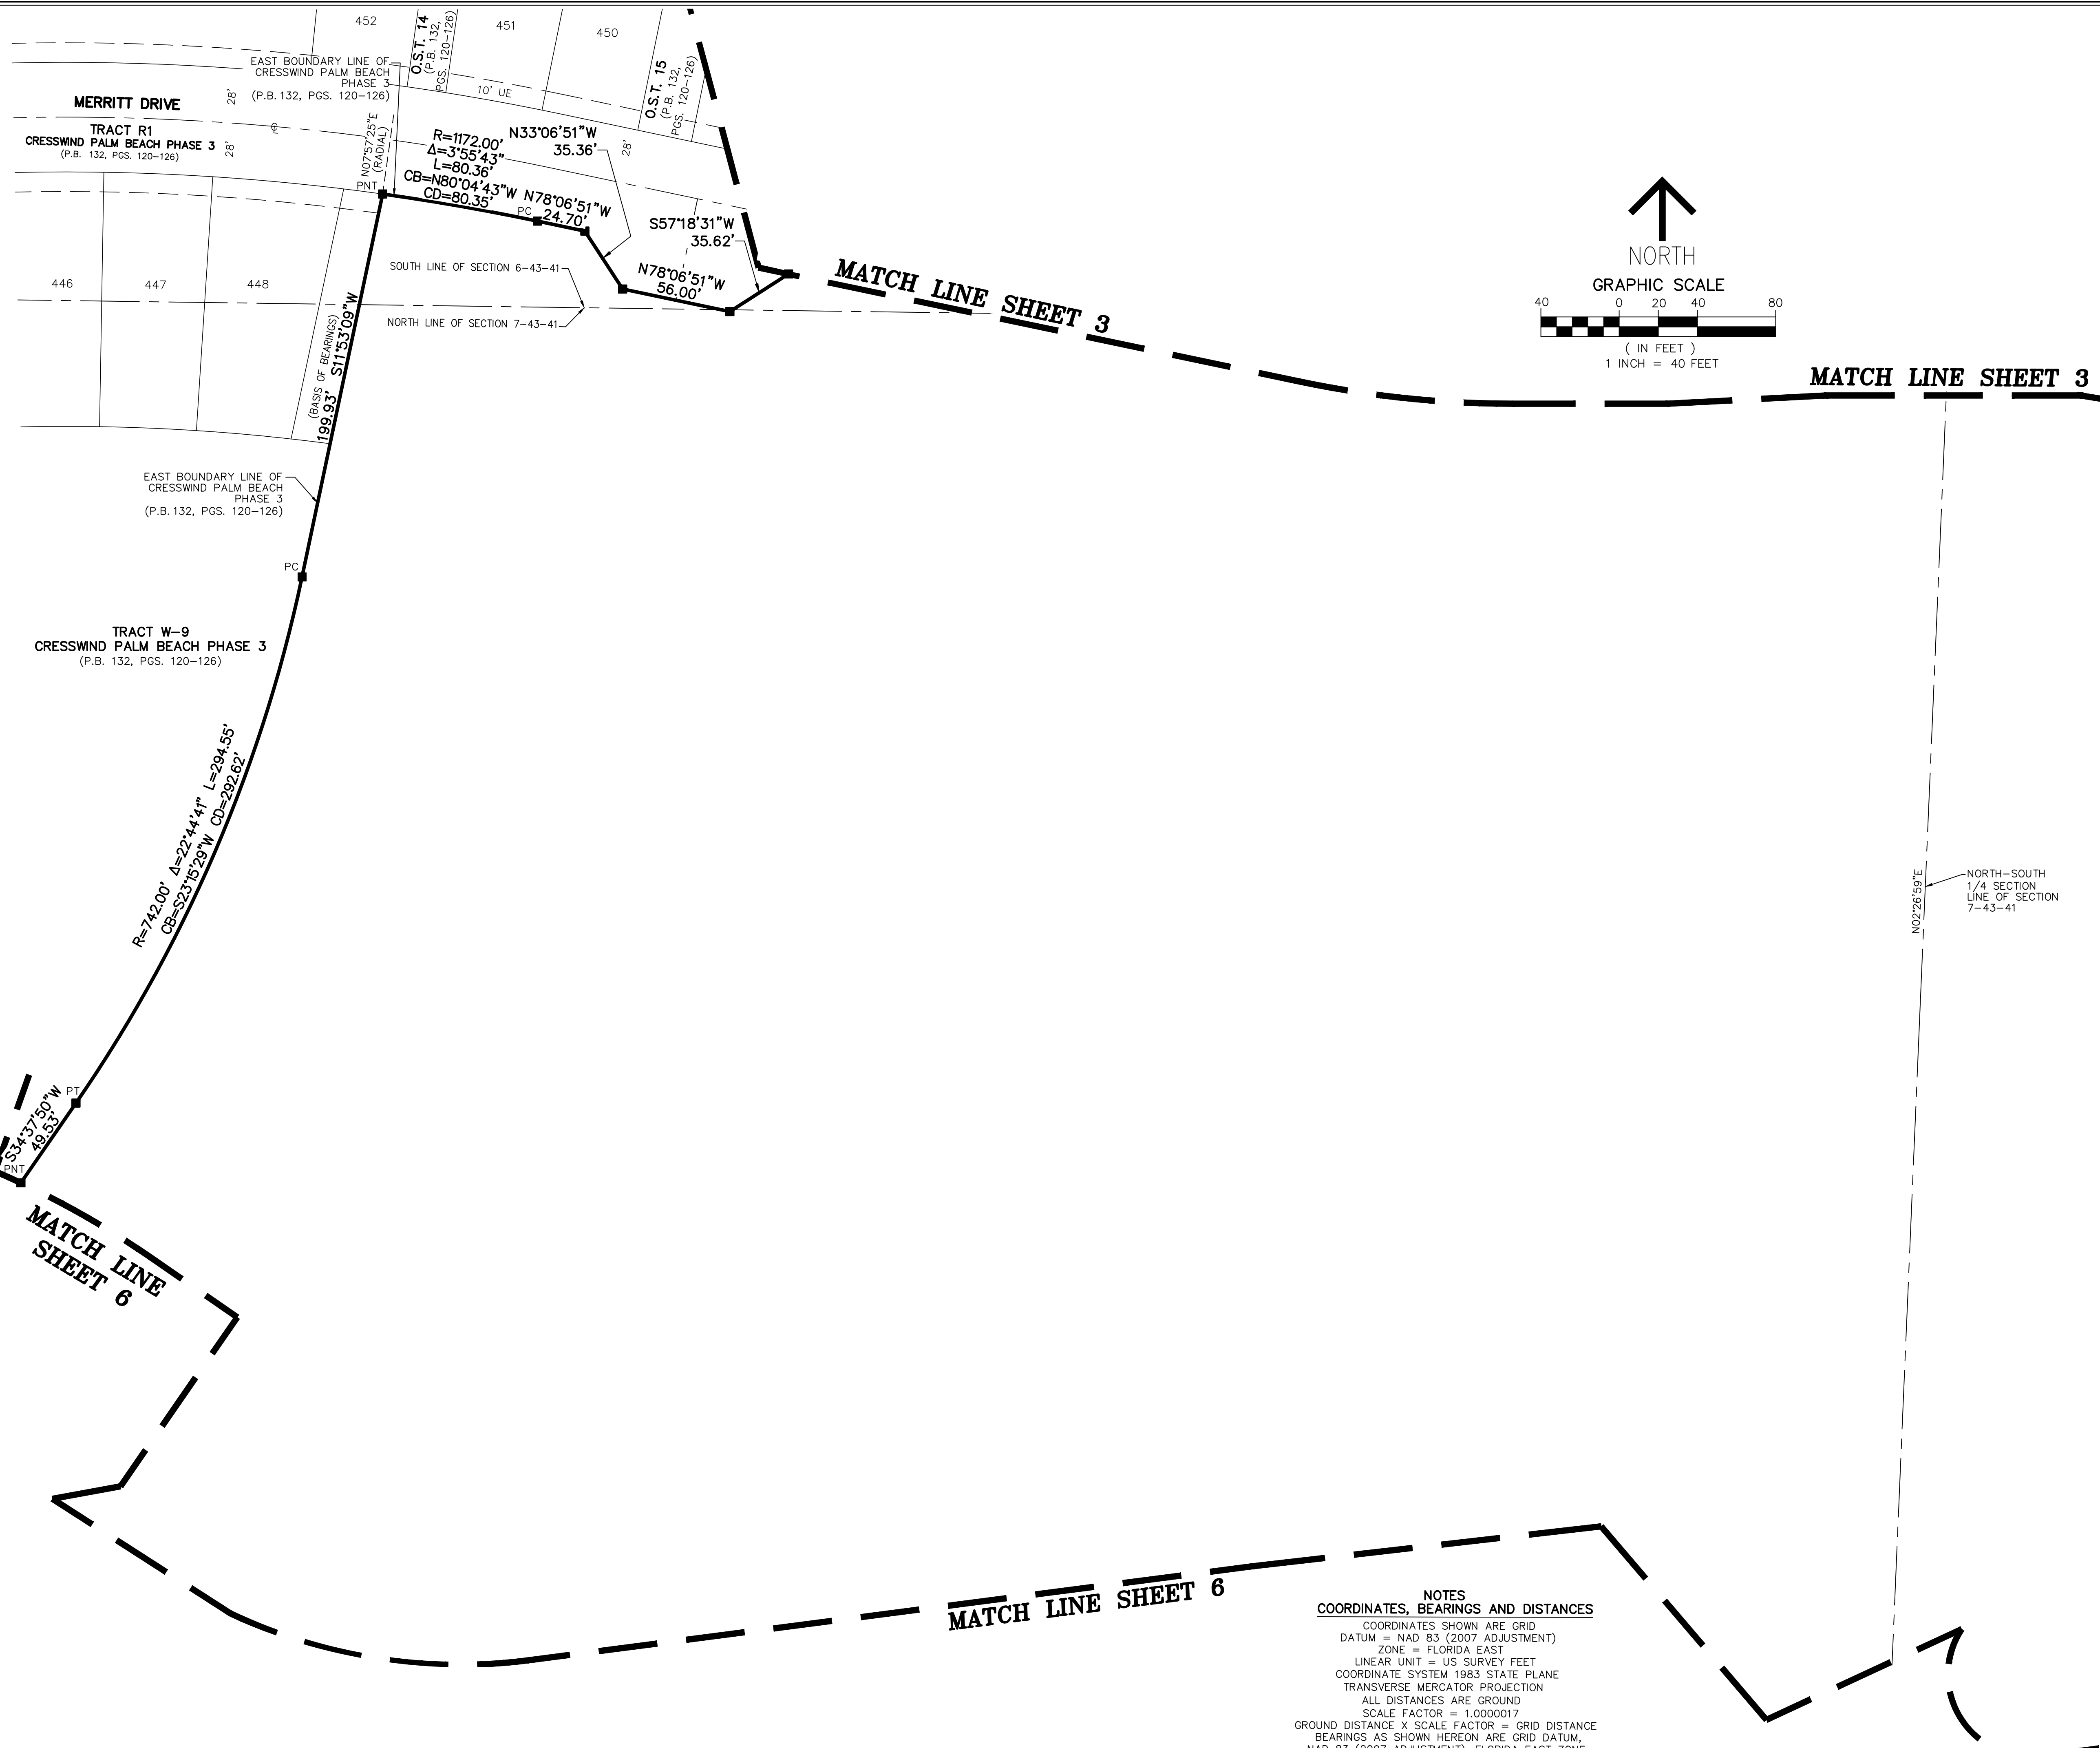 452
O.S.T. 14
(P.B. 132,
PGS. 120-126)
451
450
O.S.T. 15
(P.B. 132,
PGS. 120-126)
EAST BOUNDARY LINE OF
CRESSWIND PALM BEACH
PHASE 3
(P.B. 132, PGS. 120-126)
10' UE
MERRITT DRIVE
28'
TRACT R1
CRESSWIND PALM BEACH PHASE 3
(P.B. 132, PGS. 120-126)
28'
℄
N07°57'25"E
(RADIAL)
PNT
R=1172.00'
Δ=3°55'43"
L=80.36'
CB=N80°04'43"W
CD=80.35'
N33°06'51"W
35.36'
28'
PC
N78°06'51"W
24.70'
S57°18'31"W
35.62'
N78°06'51"W
56.00'
SOUTH LINE OF SECTION 6-43-41
NORTH LINE OF SECTION 7-43-41
446
447
448
(BASIS OF BEARINGS)
199.93' S11°53'09"W
MATCH LINE SHEET 3
NORTH
GRAPHIC SCALE
40 0 20 40 80
( IN FEET )
1 INCH = 40 FEET
MATCH LINE SHEET 3
EAST BOUNDARY LINE OF
CRESSWIND PALM BEACH
PHASE 3
(P.B. 132, PGS. 120-126)
PC
TRACT W-9
CRESSWIND PALM BEACH PHASE 3
(P.B. 132, PGS. 120-126)
R=742.00' Δ=22°44'41" L=294.55'
CB=S23°15'29"W CD=292.62'
N02°26'59"E
NORTH-SOUTH
1/4 SECTION
LINE OF SECTION
7-43-41
PT
S34°37'50"W
49.53'
PNT
MATCH LINE
SHEET 6
MATCH LINE SHEET 6
NOTES
COORDINATES, BEARINGS AND DISTANCES
COORDINATES SHOWN ARE GRID
DATUM = NAD 83 (2007 ADJUSTMENT)
ZONE = FLORIDA EAST
LINEAR UNIT = US SURVEY FEET
COORDINATE SYSTEM 1983 STATE PLANE
TRANSVERSE MERCATOR PROJECTION
ALL DISTANCES ARE GROUND
SCALE FACTOR = 1.0000017
GROUND DISTANCE X SCALE FACTOR = GRID DISTANCE
BEARINGS AS SHOWN HEREON ARE GRID DATUM,
NAD 83 (2007 ADJUSTMENT), FLORIDA EAST ZONE